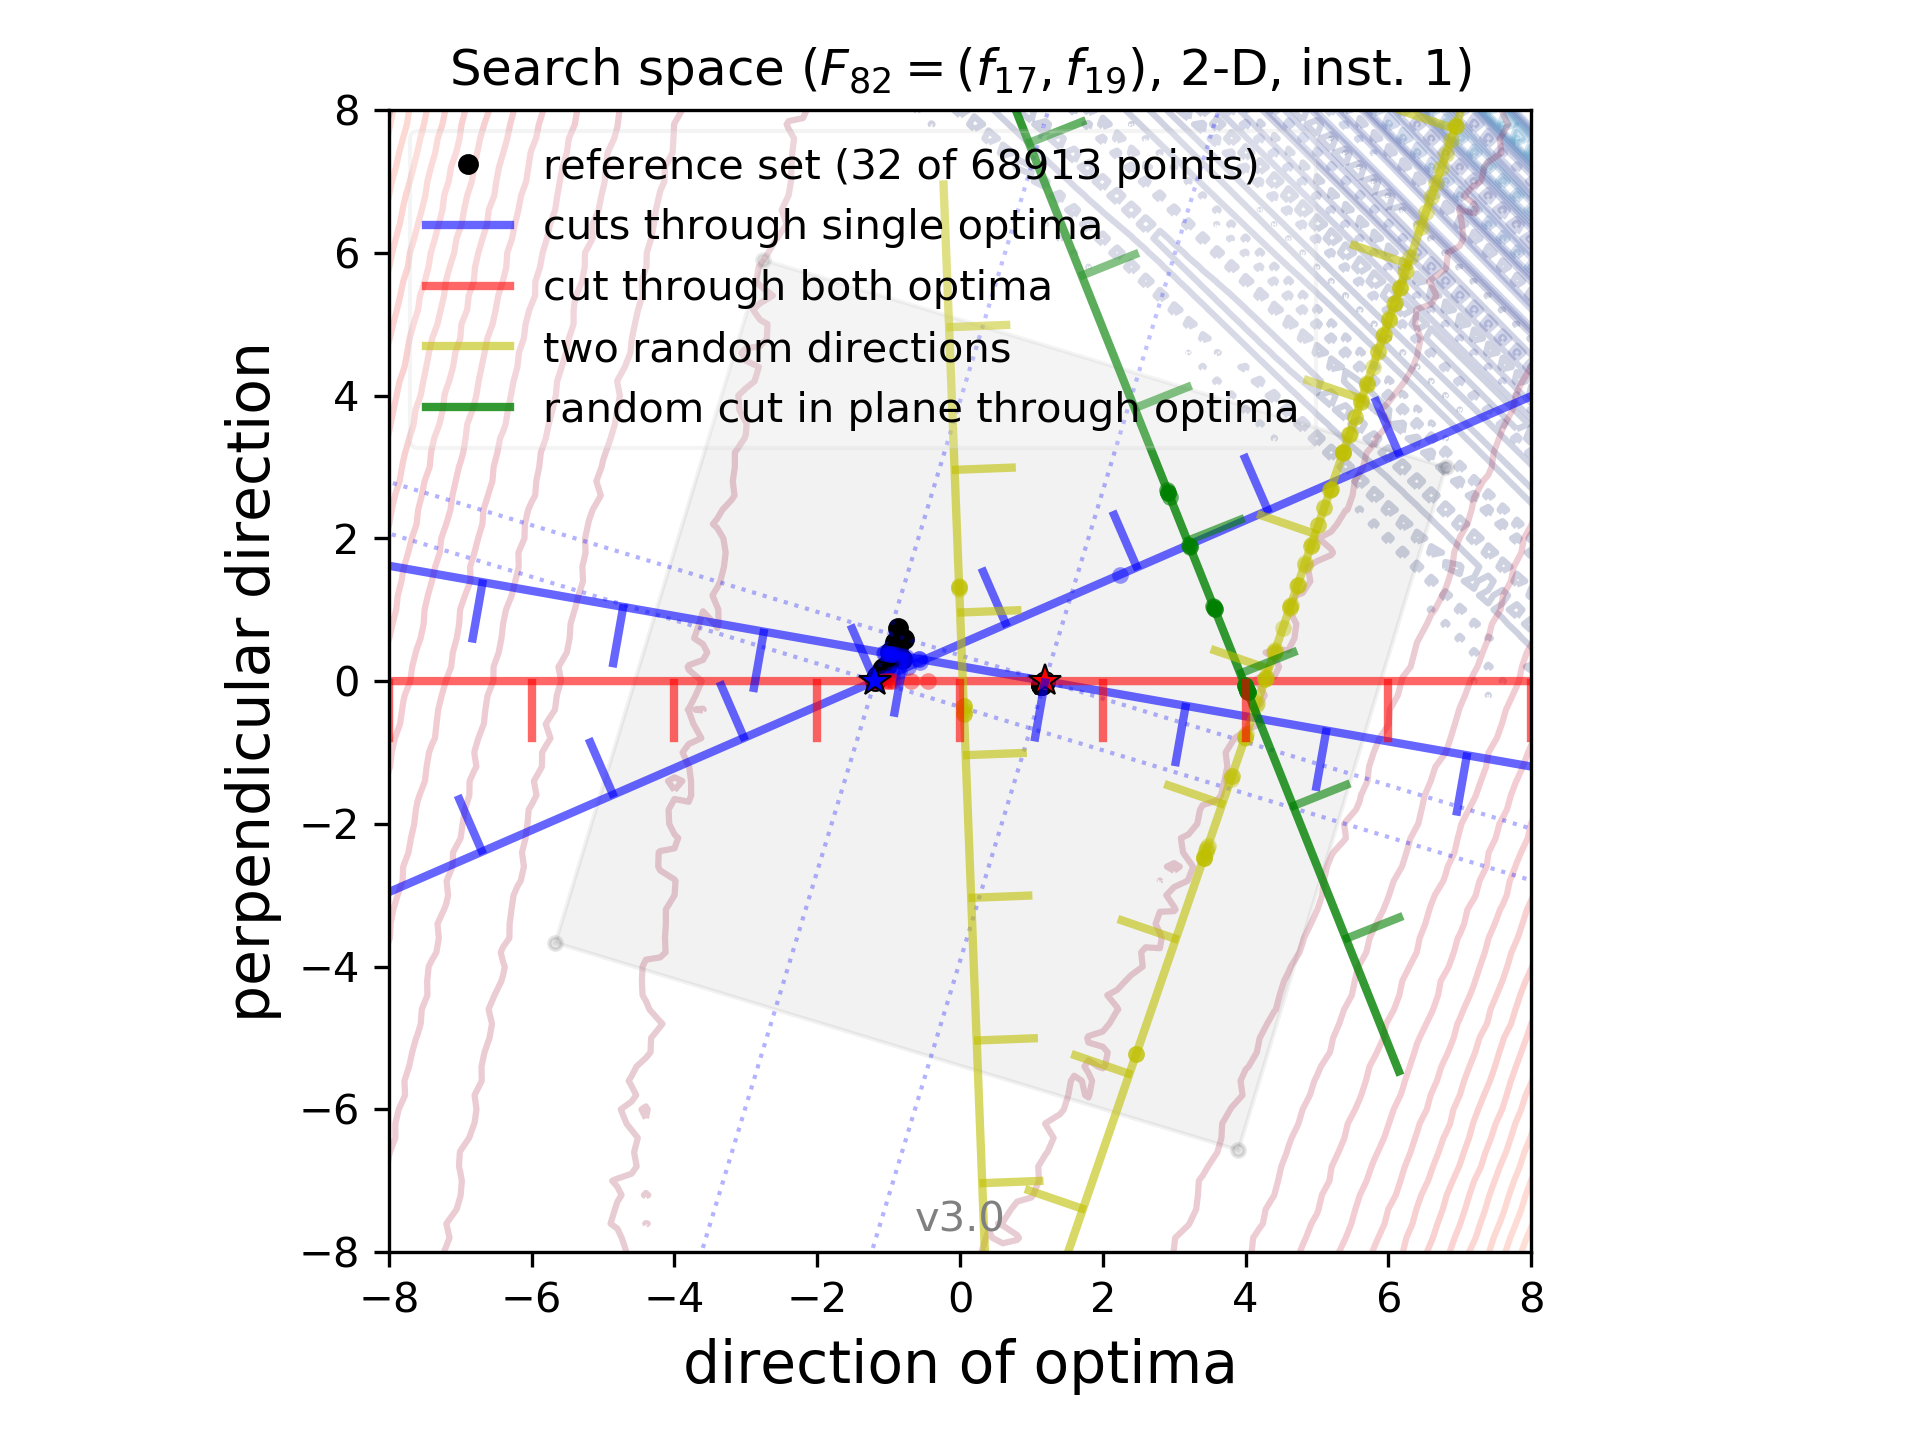 Search space (F82 = (f17, f19), 2-D, inst. 1)
8
6
4
2
0
−2
−4
−6
−8
perpendicular direction
reference set (32 of 68913 points)
cuts through single optima
cut through both optima
two random directions
random cut in plane through optima
v3.0
−8 −6 −4 −2 0 2 4 6 8
direction of optima